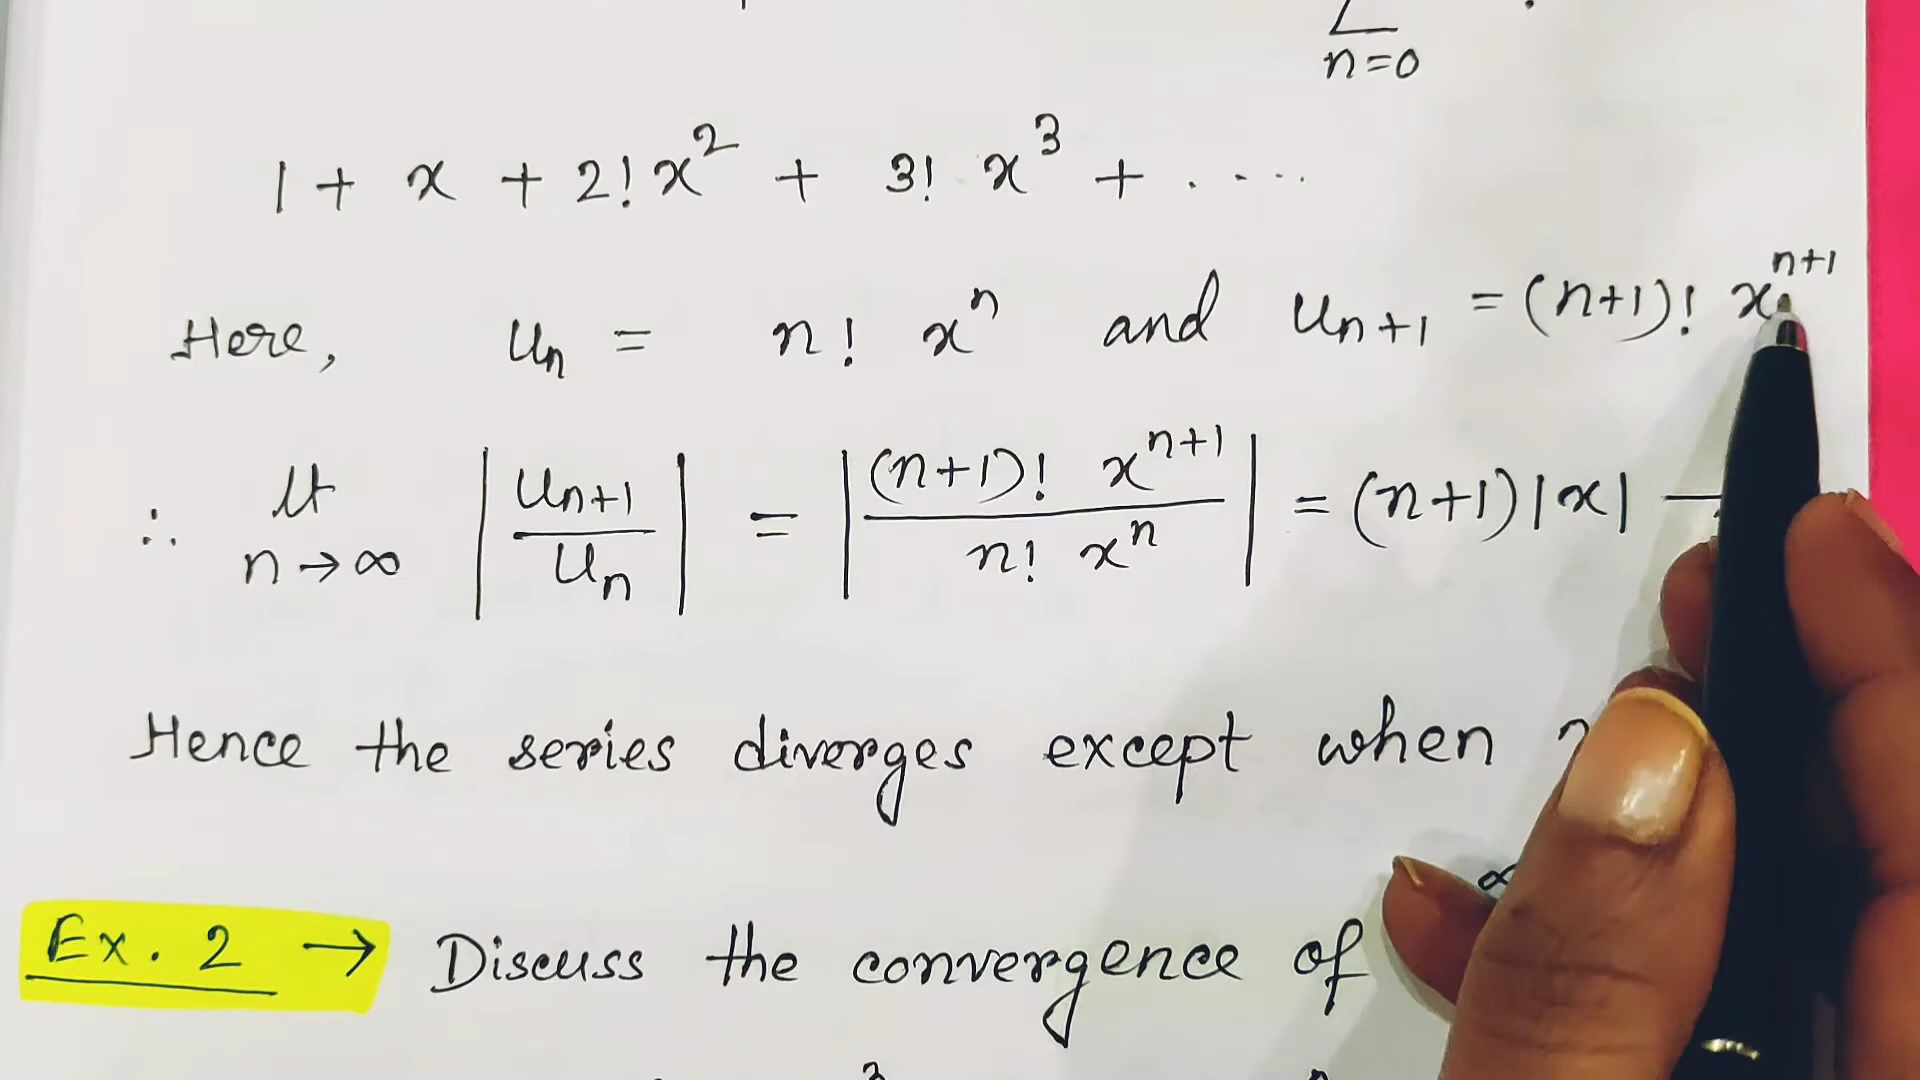 n=0
1 + x + 2! x² + 3! x³ + .....
Here, uₙ = n! xⁿ and uₙ₊₁ = (n+1)! xⁿ⁺¹
∴ lt n→∞ |uₙ₊₁ / uₙ| = |(n+1)! xⁿ⁺¹ / n! xⁿ| = (n+1)|x|
Hence the series diverges except when
Ex. 2 → Discuss the convergence of